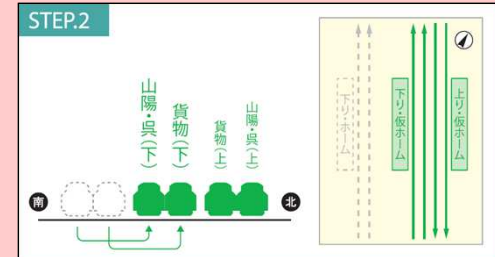 STEP.2
山陽・呉(下)
貨物(下)
貨物(上)
山陽・呉(上)
南
北
下り・ホーム
下り・仮ホーム
上り・仮ホーム